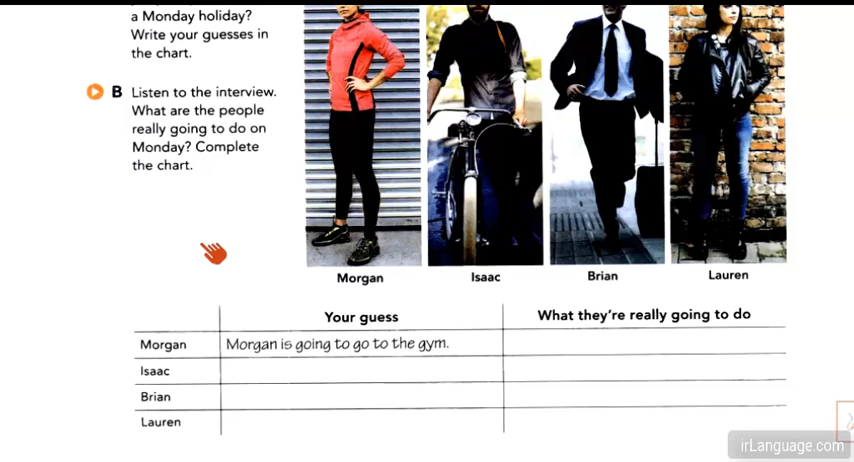 a Monday holiday?
Write your guesses in
the chart.
B Listen to the interview.
What are the people
really going to do on
Monday? Complete
the chart.
Morgan
Isaac
Brian
Lauren
Your guess
What they're really going to do
Morgan
Morgan is going to go to the gym.
Isaac
Brian
Lauren
irLanguage.com